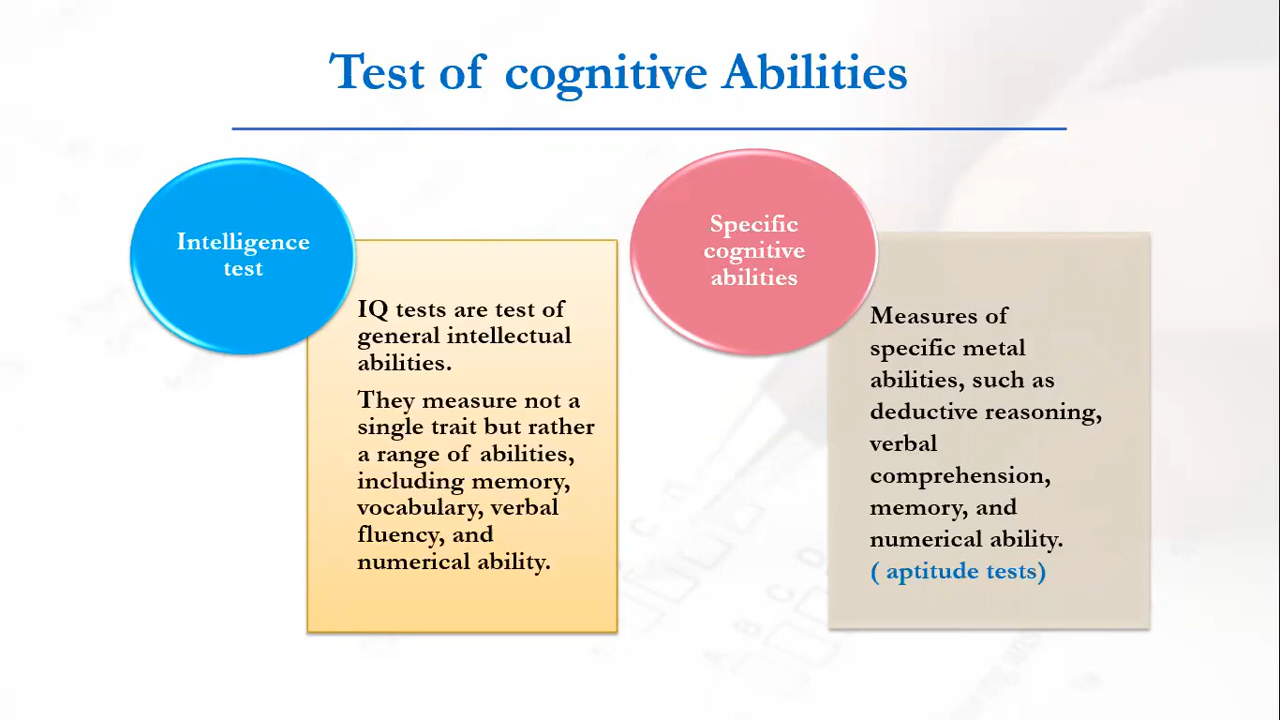 Test of cognitive Abilities
Intelligence
test
IQ tests are test of
general intellectual
abilities.
They measure not a
single trait but rather
a range of abilities,
including memory,
vocabulary, verbal
fluency, and
numerical ability.
Specific
cognitive
abilities
Measures of
specific metal
abilities, such as
deductive reasoning,
verbal
comprehension,
memory, and
numerical ability.
( aptitude tests)